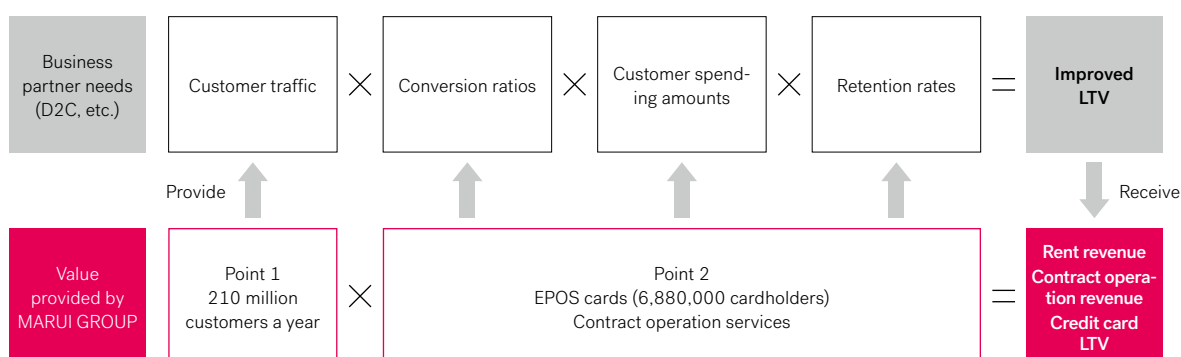 Business
partner needs
(D2C, etc.)
Customer traffic
×
Conversion ratios
×
Customer spend-
ing amounts
×
Retention rates
=
Improved
LTV
Provide
Receive
Value
provided by
MARUI GROUP
Point 1
210 million
customers a year
×
Point 2
EPOS cards (6,880,000 cardholders)
Contract operation services
=
Rent revenue
Contract opera-
tion revenue
Credit card
LTV